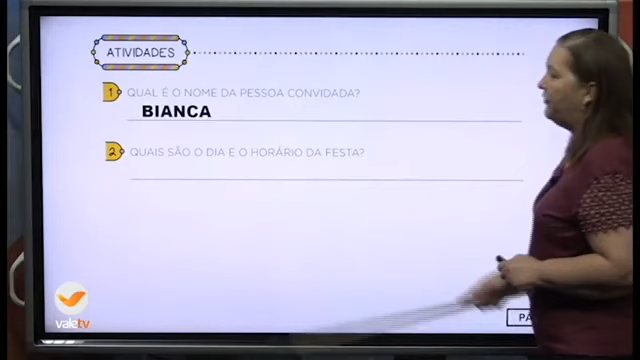 ATIVIDADES
1 QUAL É O NOME DA PESSOA CONVIDADA?
BIANCA
2 QUAIS SÃO O DIA E O HORÁRIO DA FESTA?
valetv